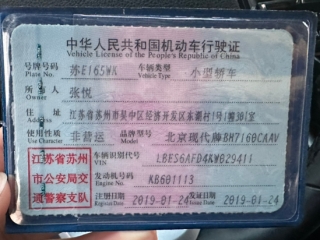 中华人民共和国机动车行驶证
Vehicle License of the People's Republic of China
号牌号码 苏E165WA 车辆类型 小型轿车
Plate No. Vehicle Type
所有人 张悦
Owner
住址 江苏省苏州市吴中区经济开发区东
Address
使用性质 非营运 品牌型号 北京现代牌BH7160CAAV
Use Character Model
江苏省苏州
市公安局交
通警察支队
车辆识别代号 LBES6AFD4KW029411
VIN
发动机号码 KB601113
Engine No.
注册日期 2019-01-24 发证日期 2019-01-24
Register Date Issue Date